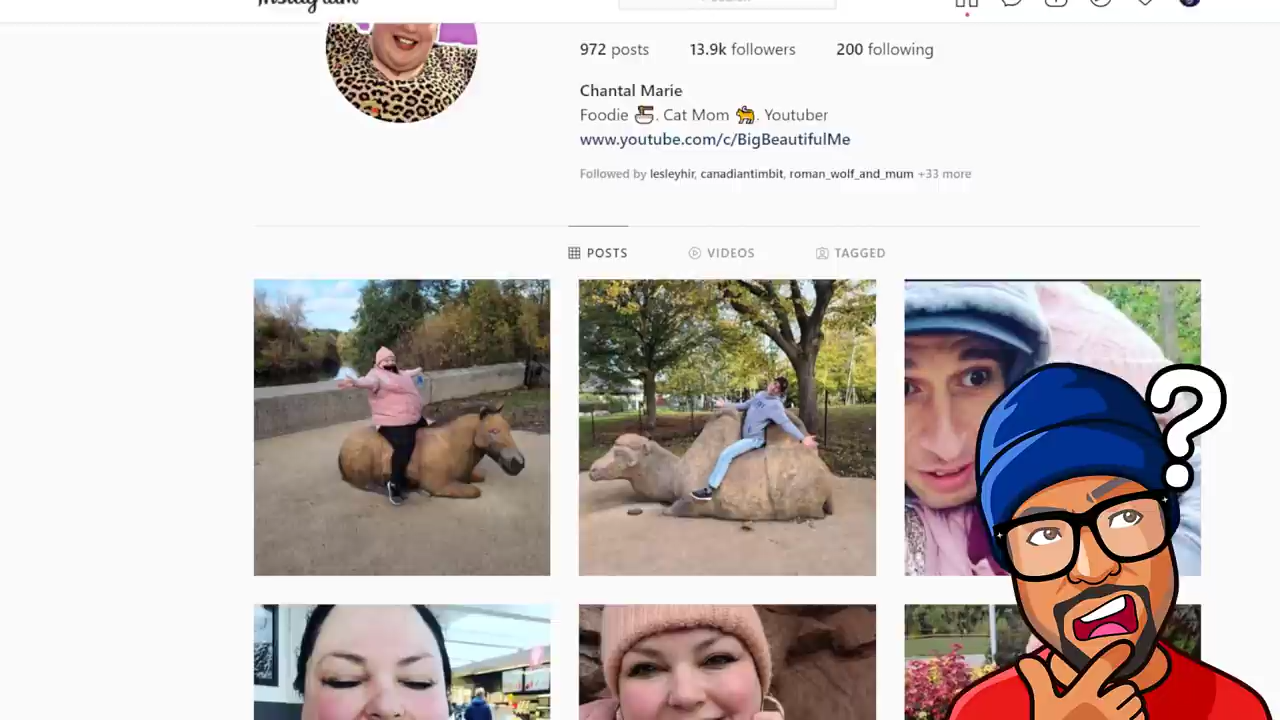 Instagram
972 posts 13.9k followers 200 following
Chantal Marie
Foodie 🍜. Cat Mom 🐈. Youtuber
www.youtube.com/c/BigBeautifulMe
Followed by lesleyhir, canadiantimbit, roman_wolf_and_mum +33 more
POSTS VIDEOS TAGGED
?